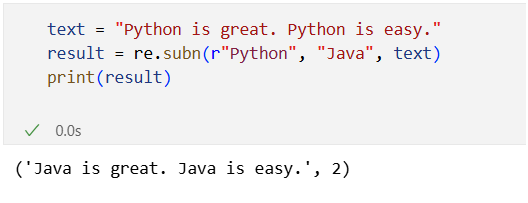 text = "Python is great. Python is easy."
result = re.subn(r"Python", "Java", text)
print(result)
0.0s
('Java is great. Java is easy.', 2)